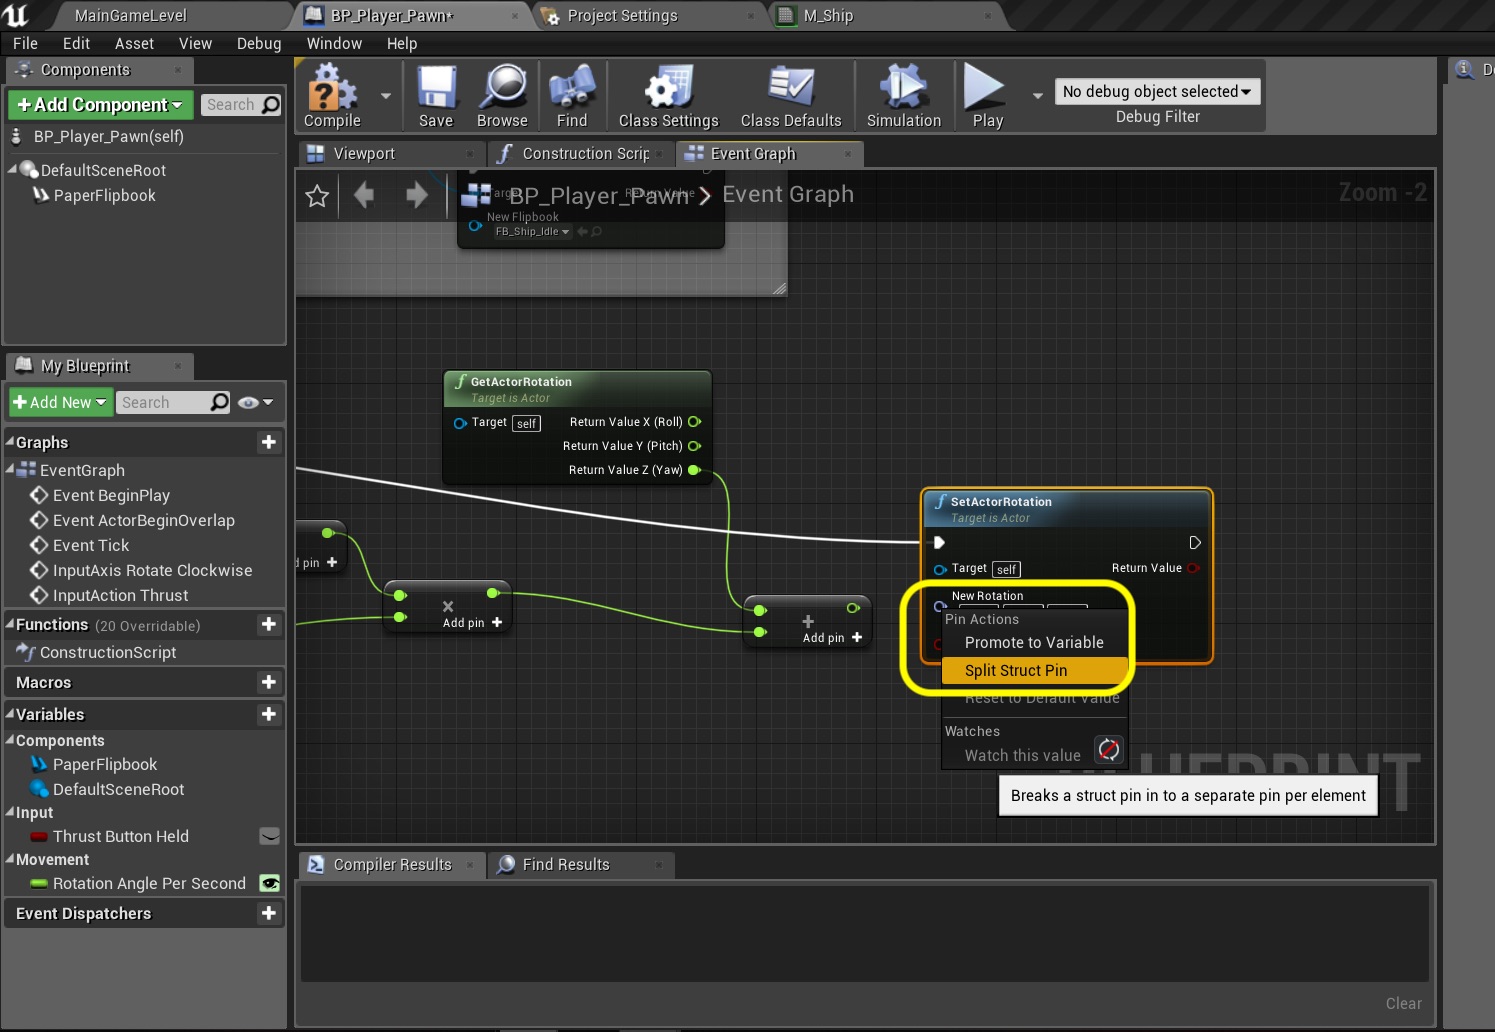 MainGameLevel
BP_Player_Pawn*
Project Settings
M_Ship
File Edit Asset View Debug Window Help
Components
+Add Component
Search
BP_Player_Pawn(self)
DefaultSceneRoot
PaperFlipbook
Compile
Save
Browse
Find
Class Settings
Class Defaults
Simulation
Play
No debug object selected
Debug Filter
Viewport
Construction Scrip
Event Graph
BP_Player_Pawn > Event Graph
Zoom -2
Return Value
New Flipbook
FB_Ship_Idle
My Blueprint
+Add New
Search
Graphs
EventGraph
Event BeginPlay
Event ActorBeginOverlap
Event Tick
InputAxis Rotate Clockwise
InputAction Thrust
Functions (20 Overridable)
ConstructionScript
Macros
Variables
Components
PaperFlipbook
DefaultSceneRoot
Input
Thrust Button Held
Movement
Rotation Angle Per Second
Event Dispatchers
f GetActorRotation
Target is Actor
Target self
Return Value X (Roll)
Return Value Y (Pitch)
Return Value Z (Yaw)
d pin +
×
Add pin +
+
Add pin +
f SetActorRotation
Target is Actor
Target self
Return Value
New Rotation
Pin Actions
Promote to Variable
Split Struct Pin
Reset to Default Value
Watches
Watch this value
BLUEPRINT
Breaks a struct pin in to a separate pin per element
Compiler Results
Find Results
Clear